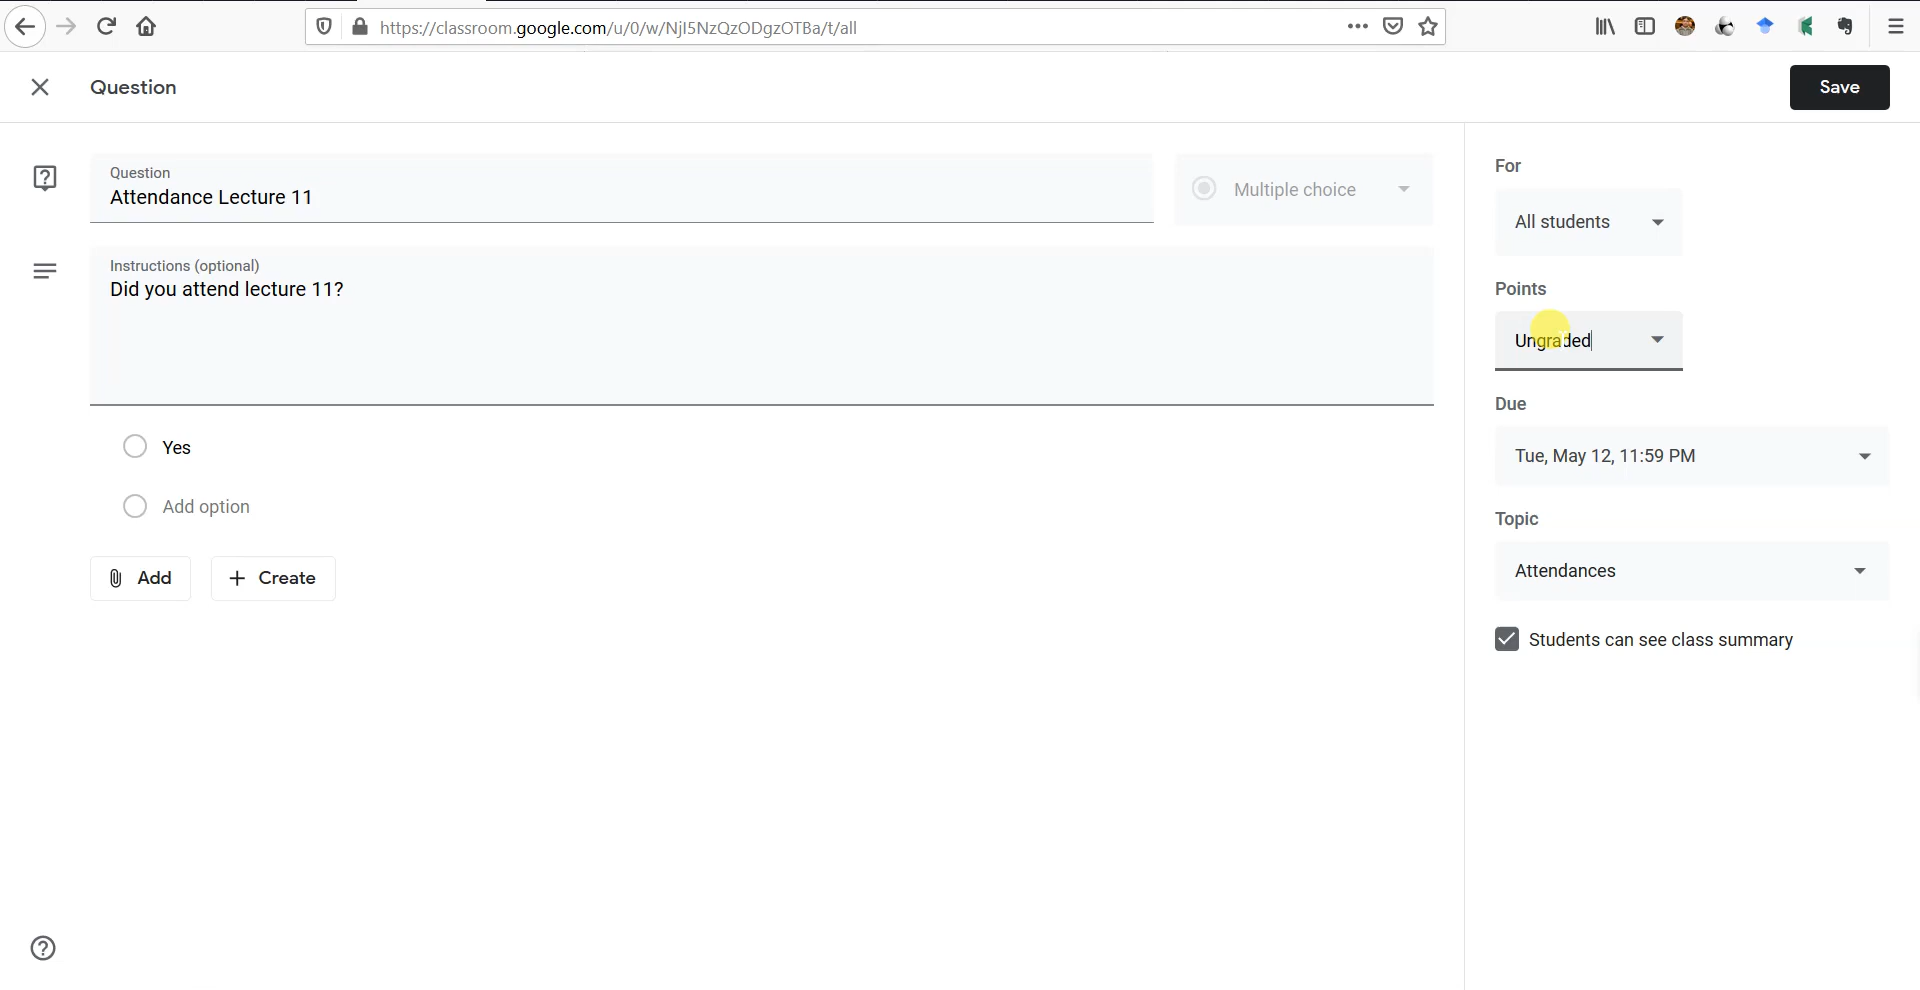 https://classroom.google.com/u/0/w/NjI5NzQzODgzOTBa/t/all
Question
Save
Question
Attendance Lecture 11
Multiple choice
Instructions (optional)
Did you attend lecture 11?
Yes
Add option
Add
Create
For
All students
Points
Ungraded
Due
Tue, May 12, 11:59 PM
Topic
Attendances
Students can see class summary